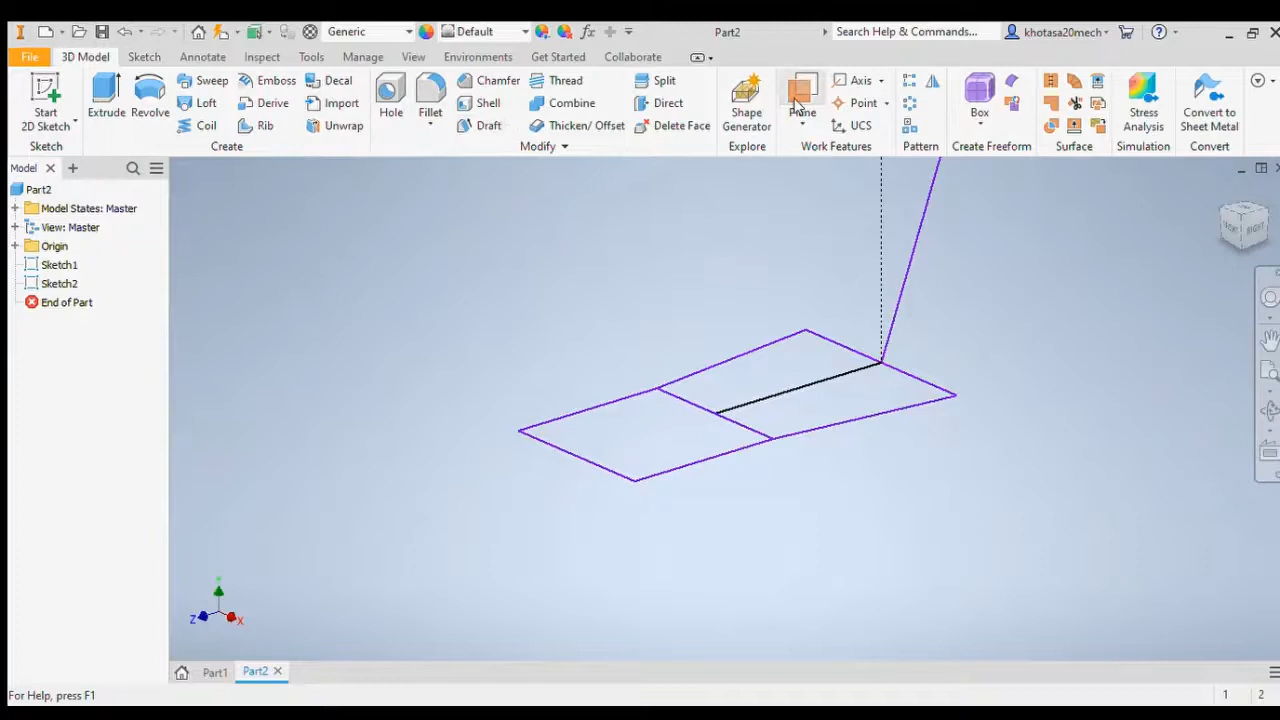 Generic
Default
Part2
Search Help & Commands...
khotasa20mech
File
3D Model
Sketch
Annotate
Inspect
Tools
Manage
View
Environments
Get Started
Collaborate
Start
2D Sketch
Extrude
Revolve
Sweep
Loft
Coil
Emboss
Derive
Rib
Decal
Import
Unwrap
Hole
Fillet
Chamfer
Shell
Draft
Thread
Combine
Thicken/ Offset
Split
Direct
Delete Face
Shape
Generator
Plane
Axis
Point
UCS
Box
Stress
Analysis
Convert to
Sheet Metal
Sketch
Create
Modify
Explore
Work Features
Pattern
Create Freeform
Surface
Simulation
Convert
Model
Part2
Model States: Master
View: Master
Origin
Sketch1
Sketch2
End of Part
RIGHT
Z
X
Part1
Part2
For Help, press F1
1
2